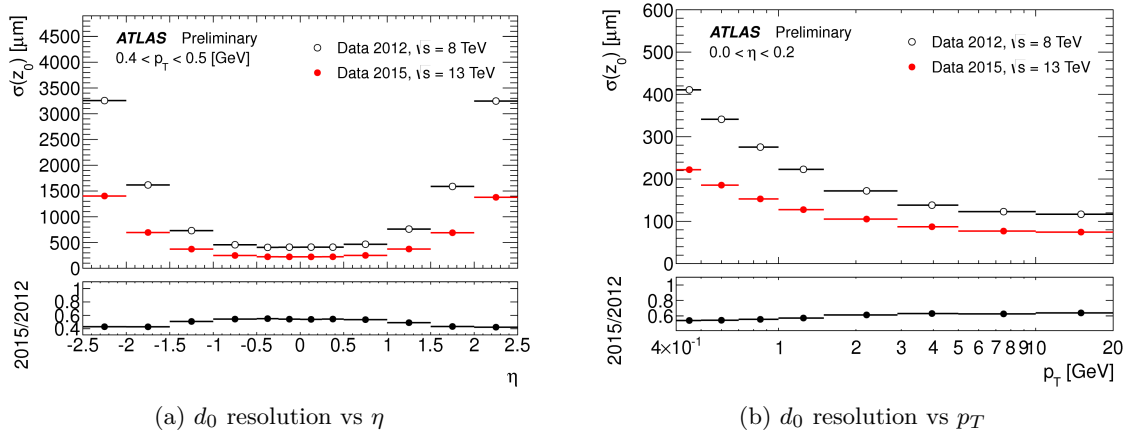 ATLAS Preliminary
0.4 < p_T < 0.5 [GeV]
Data 2012, √s = 8 TeV
Data 2015, √s = 13 TeV
σ(z₀) [μm]
4500
4000
3500
3000
2500
2000
1500
1000
500
0
2015/2012
1
0.8
0.6
0.4
-2.5 -2 -1.5 -1 -0.5 0 0.5 1 1.5 2 2.5
η
(a) d₀ resolution vs η
ATLAS Preliminary
0.0 < η < 0.2
Data 2012, √s = 8 TeV
Data 2015, √s = 13 TeV
σ(z₀) [μm]
600
500
400
300
200
100
0
2015/2012
1
0.8
0.6
4×10⁻¹ 1 2 3 4 5 6 7 8 910 20
p_T [GeV]
(b) d₀ resolution vs p_T